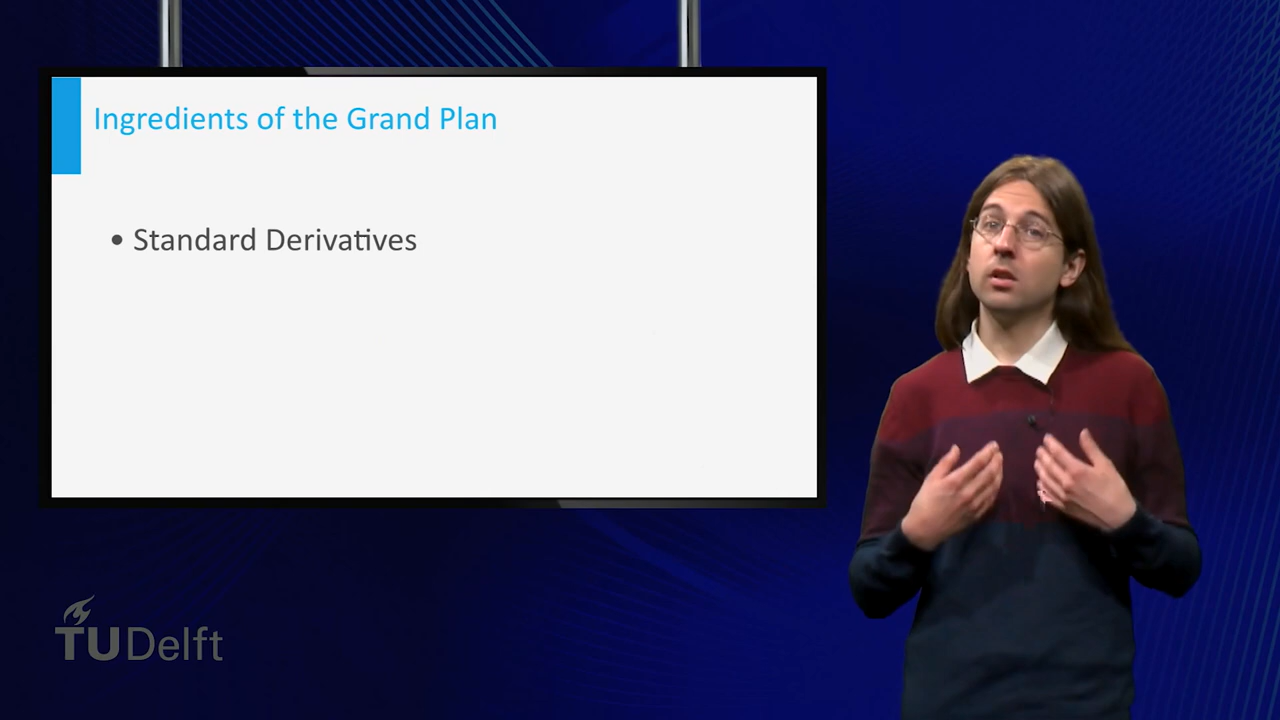 Ingredients of the Grand Plan
• Standard Derivatives
TUDelft